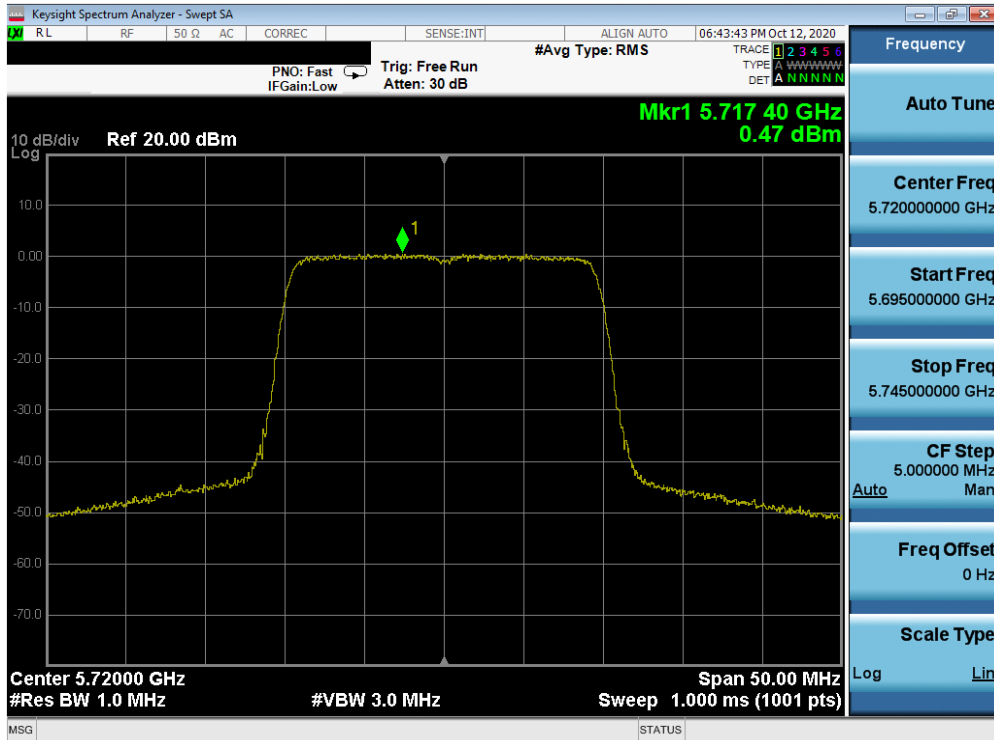 Keysight Spectrum Analyzer - Swept SA
LXI RL RF 50 Ω AC CORREC SENSE:INT ALIGN AUTO 06:43:43 PM Oct 12, 2020
#Avg Type: RMS
TRACE 1 2 3 4 5 6
PNO: Fast Trig: Free Run
TYPE A WWWWW
IFGain:Low Atten: 30 dB
DET A N N N N N
Mkr1 5.717 40 GHz
0.47 dBm
10 dB/div Ref 20.00 dBm
Log
1
10.0
0.00
-10.0
-20.0
-30.0
-40.0
-50.0
-60.0
-70.0
Center 5.72000 GHz Span 50.00 MHz
#Res BW 1.0 MHz #VBW 3.0 MHz Sweep 1.000 ms (1001 pts)
MSG STATUS
Frequency
Auto Tune
Center Freq
5.720000000 GHz
Start Freq
5.695000000 GHz
Stop Freq
5.745000000 GHz
CF Step
5.000000 MHz
Auto Man
Freq Offset
0 Hz
Scale Type
Log Lin